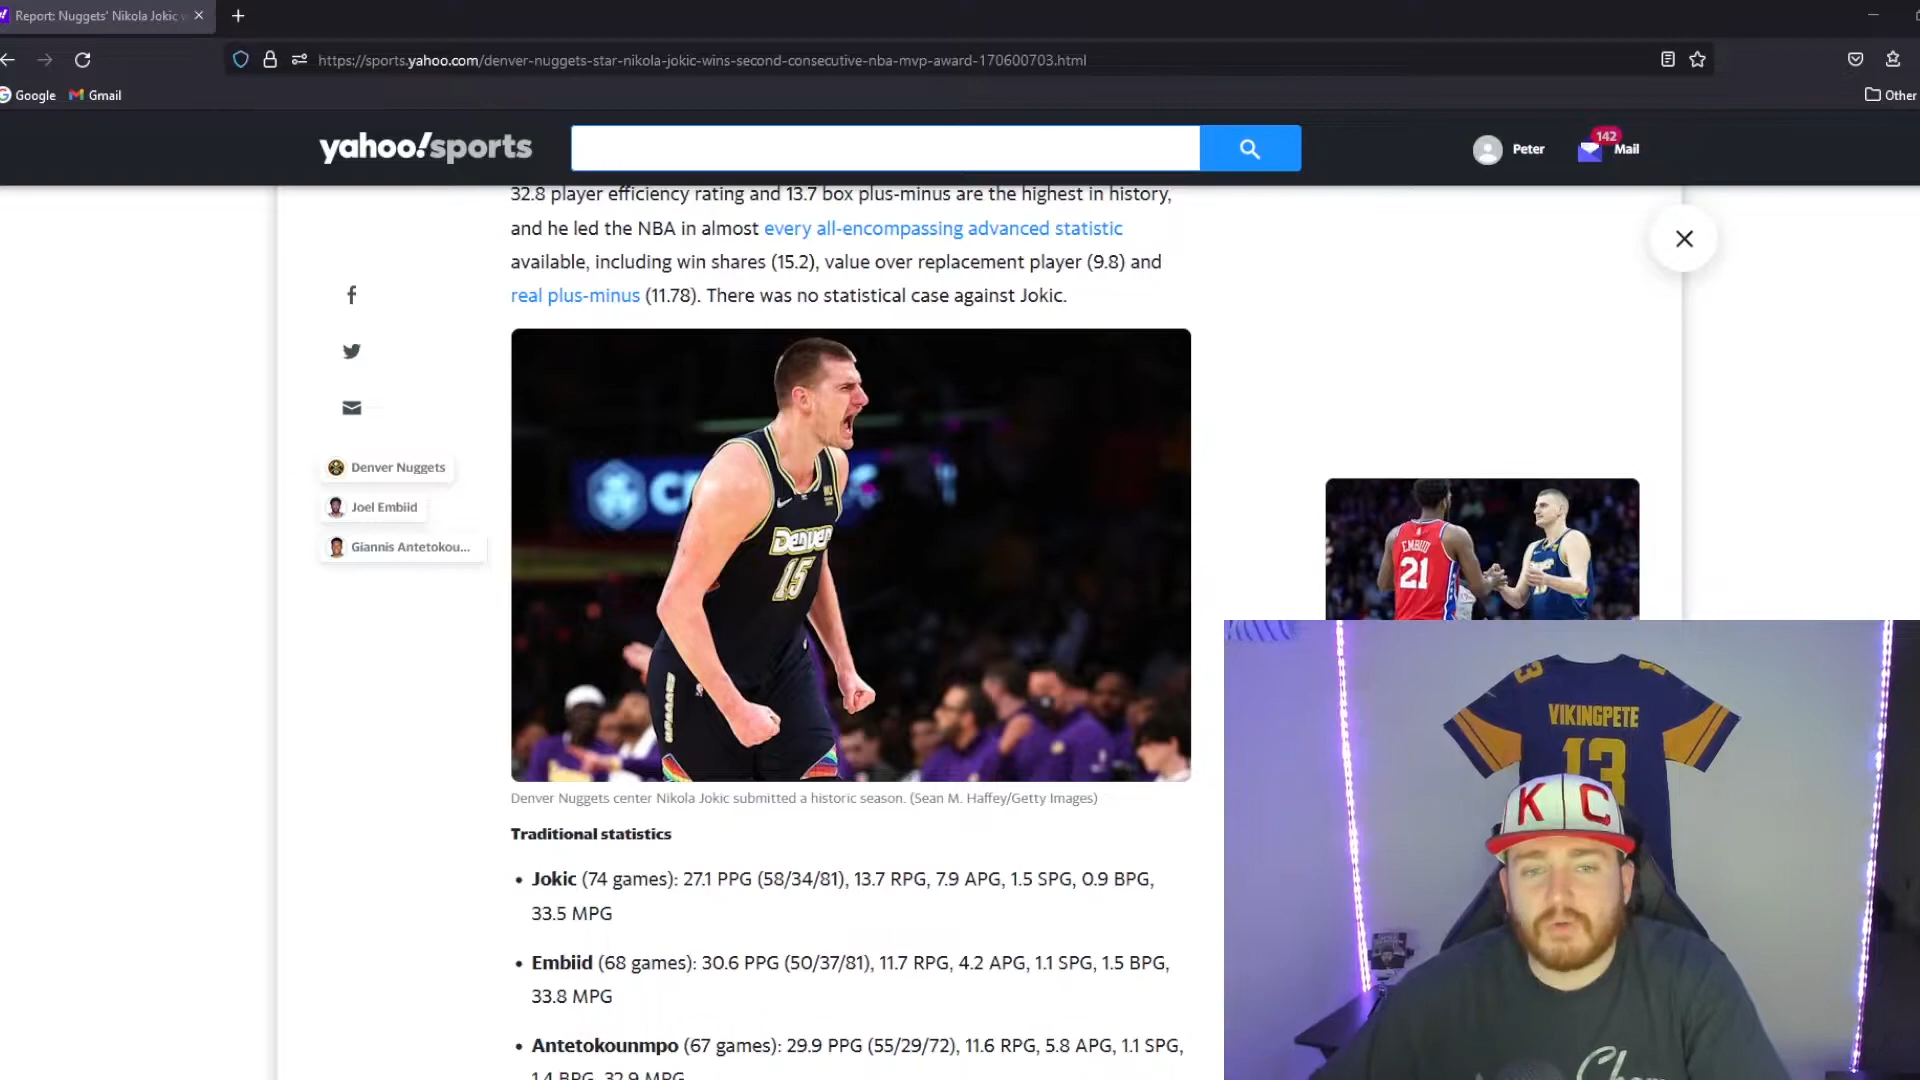 Report: Nuggets' Nikola Jokic
https://sports.yahoo.com/denver-nuggets-star-nikola-jokic-wins-second-consecutive-nba-mvp-award-170600703.html
Google
Gmail
Other
yahoo!sports
Peter
142
Mail
32.8 player efficiency rating and 13.7 box plus-minus are the highest in history,
and he led the NBA in almost every all-encompassing advanced statistic
available, including win shares (15.2), value over replacement player (9.8) and
real plus-minus (11.78). There was no statistical case against Jokic.
Denver Nuggets
Joel Embiid
Giannis Antetokou...
DENVER
15
EMBIID
21
VIKINGPETE
13
KC
Denver Nuggets center Nikola Jokic submitted a historic season. (Sean M. Haffey/Getty Images)
Traditional statistics
• Jokic (74 games): 27.1 PPG (58/34/81), 13.7 RPG, 7.9 APG, 1.5 SPG, 0.9 BPG,
33.5 MPG
• Embiid (68 games): 30.6 PPG (50/37/81), 11.7 RPG, 4.2 APG, 1.1 SPG, 1.5 BPG,
33.8 MPG
• Antetokounmpo (67 games): 29.9 PPG (55/29/72), 11.6 RPG, 5.8 APG, 1.1 SPG,
1.4 BPG, 32.9 MPG